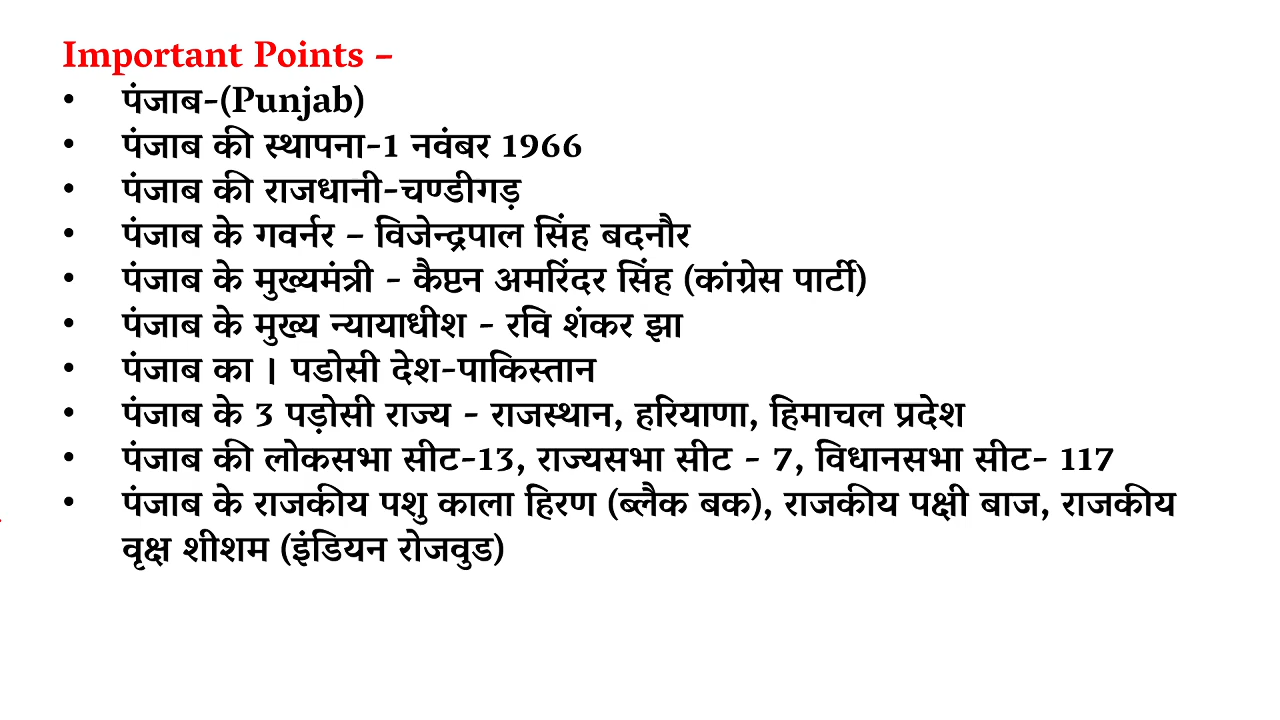 Important Points –
• पंजाब-(Punjab)
• पंजाब की स्थापना-1 नवंबर 1966
• पंजाब की राजधानी-चण्डीगड़
• पंजाब के गवर्नर – विजेन्द्रपाल सिंह बदनौर
• पंजाब के मुख्यमंत्री - कैप्टन अमरिंदर सिंह (कांग्रेस पार्टी)
• पंजाब के मुख्य न्यायाधीश - रवि शंकर झा
• पंजाब का । पडोसी देश-पाकिस्तान
• पंजाब के 3 पड़ोसी राज्य - राजस्थान, हरियाणा, हिमाचल प्रदेश
• पंजाब की लोकसभा सीट-13, राज्यसभा सीट - 7, विधानसभा सीट- 117
• पंजाब के राजकीय पशु काला हिरण (ब्लैक बक), राजकीय पक्षी बाज, राजकीय
वृक्ष शीशम (इंडियन रोजवुड)